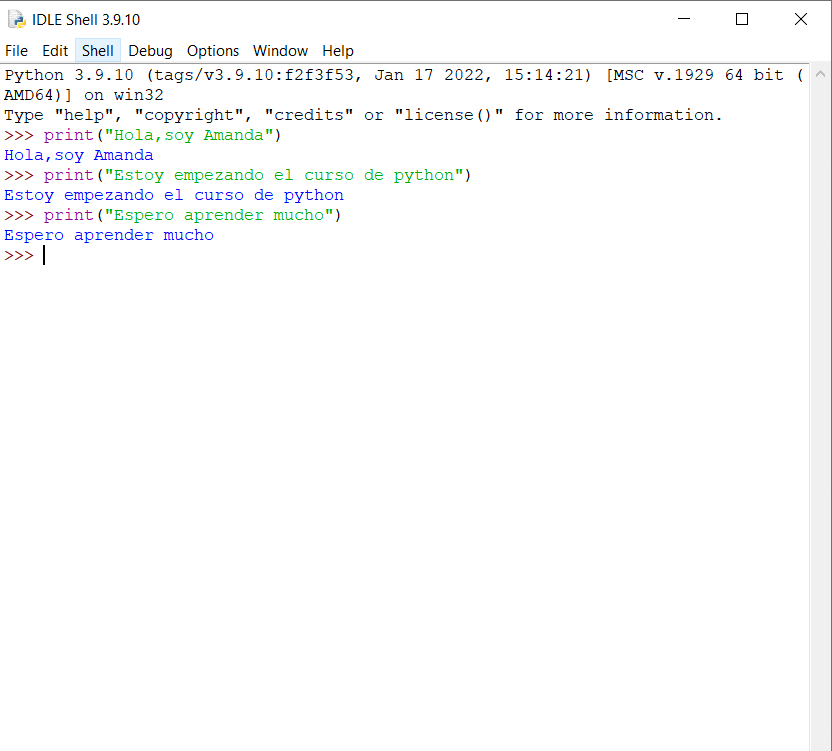 IDLE Shell 3.9.10
File Edit Shell Debug Options Window Help
Python 3.9.10 (tags/v3.9.10:f2f3f53, Jan 17 2022, 15:14:21) [MSC v.1929 64 bit (
AMD64)] on win32
Type "help", "copyright", "credits" or "license()" for more information.
>>> print("Hola,soy Amanda")
Hola,soy Amanda
>>> print("Estoy empezando el curso de python")
Estoy empezando el curso de python
>>> print("Espero aprender mucho")
Espero aprender mucho
>>>